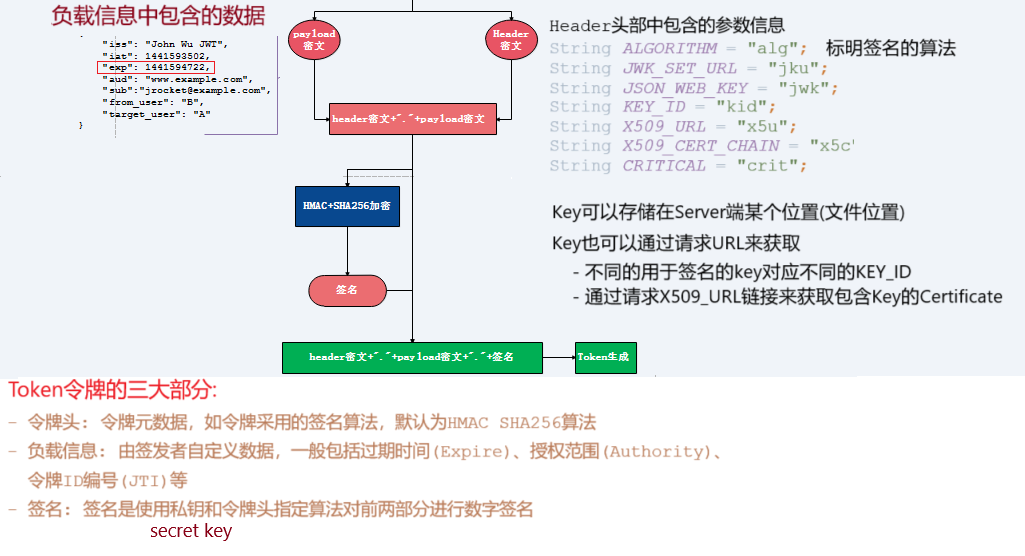 负载信息中包含的数据
"iss": "John Wu JWT",
"iat": 1441593502,
"exp": 1441594722,
"aud": "www.example.com",
"sub":"jrocket@example.com",
"from_user": "B",
"target_user": "A"
}
payload
密文
Header
密文
header密文+"."+payload密文
HMAC+SHA256加密
签名
header密文+"."+payload密文+"."+签名
Token生成
Header头部中包含的参数信息
String ALGORITHM = "alg"; 标明签名的算法
String JWK_SET_URL = "jku";
String JSON_WEB_KEY = "jwk";
String KEY_ID = "kid";
String X509_URL = "x5u";
String X509_CERT_CHAIN = "x5c"
String CRITICAL = "crit";
Key可以存储在Server端某个位置(文件位置)
Key也可以通过请求URL来获取
- 不同的用于签名的key对应不同的KEY_ID
- 通过请求X509_URL链接来获取包含Key的Certificate
Token令牌的三大部分:
- 令牌头: 令牌元数据, 如令牌采用的签名算法, 默认为HMAC SHA256算法
- 负载信息: 由签发者自定义数据, 一般包括过期时间(Expire)、授权范围(Authority)、
令牌ID编号(JTI)等
- 签名: 签名是使用私钥和令牌头指定算法对前两部分进行数字签名
secret key